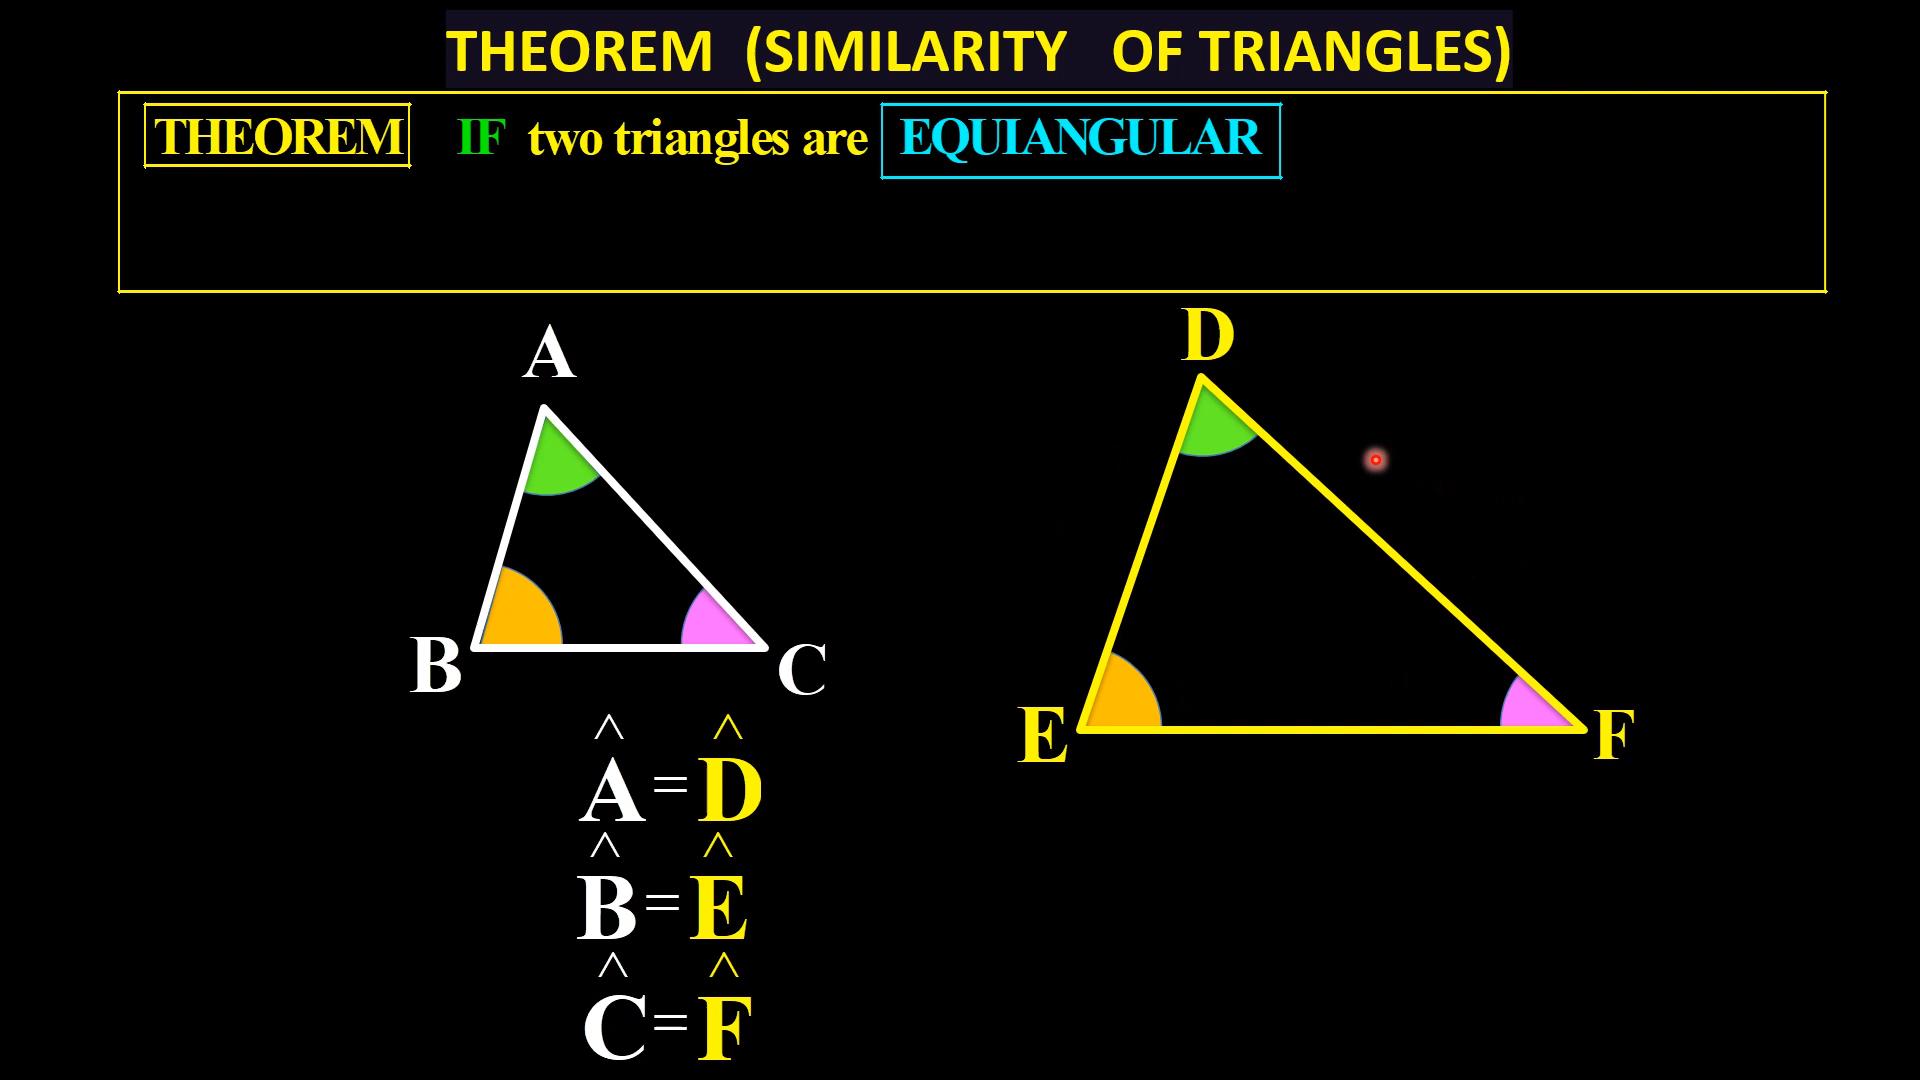 THEOREM (SIMILARITY OF TRIANGLES)
THEOREM IF two triangles are EQUIANGULAR
A
D
B
C
E
F
^ ^
A = D
^ ^
B = E
^ ^
C = F